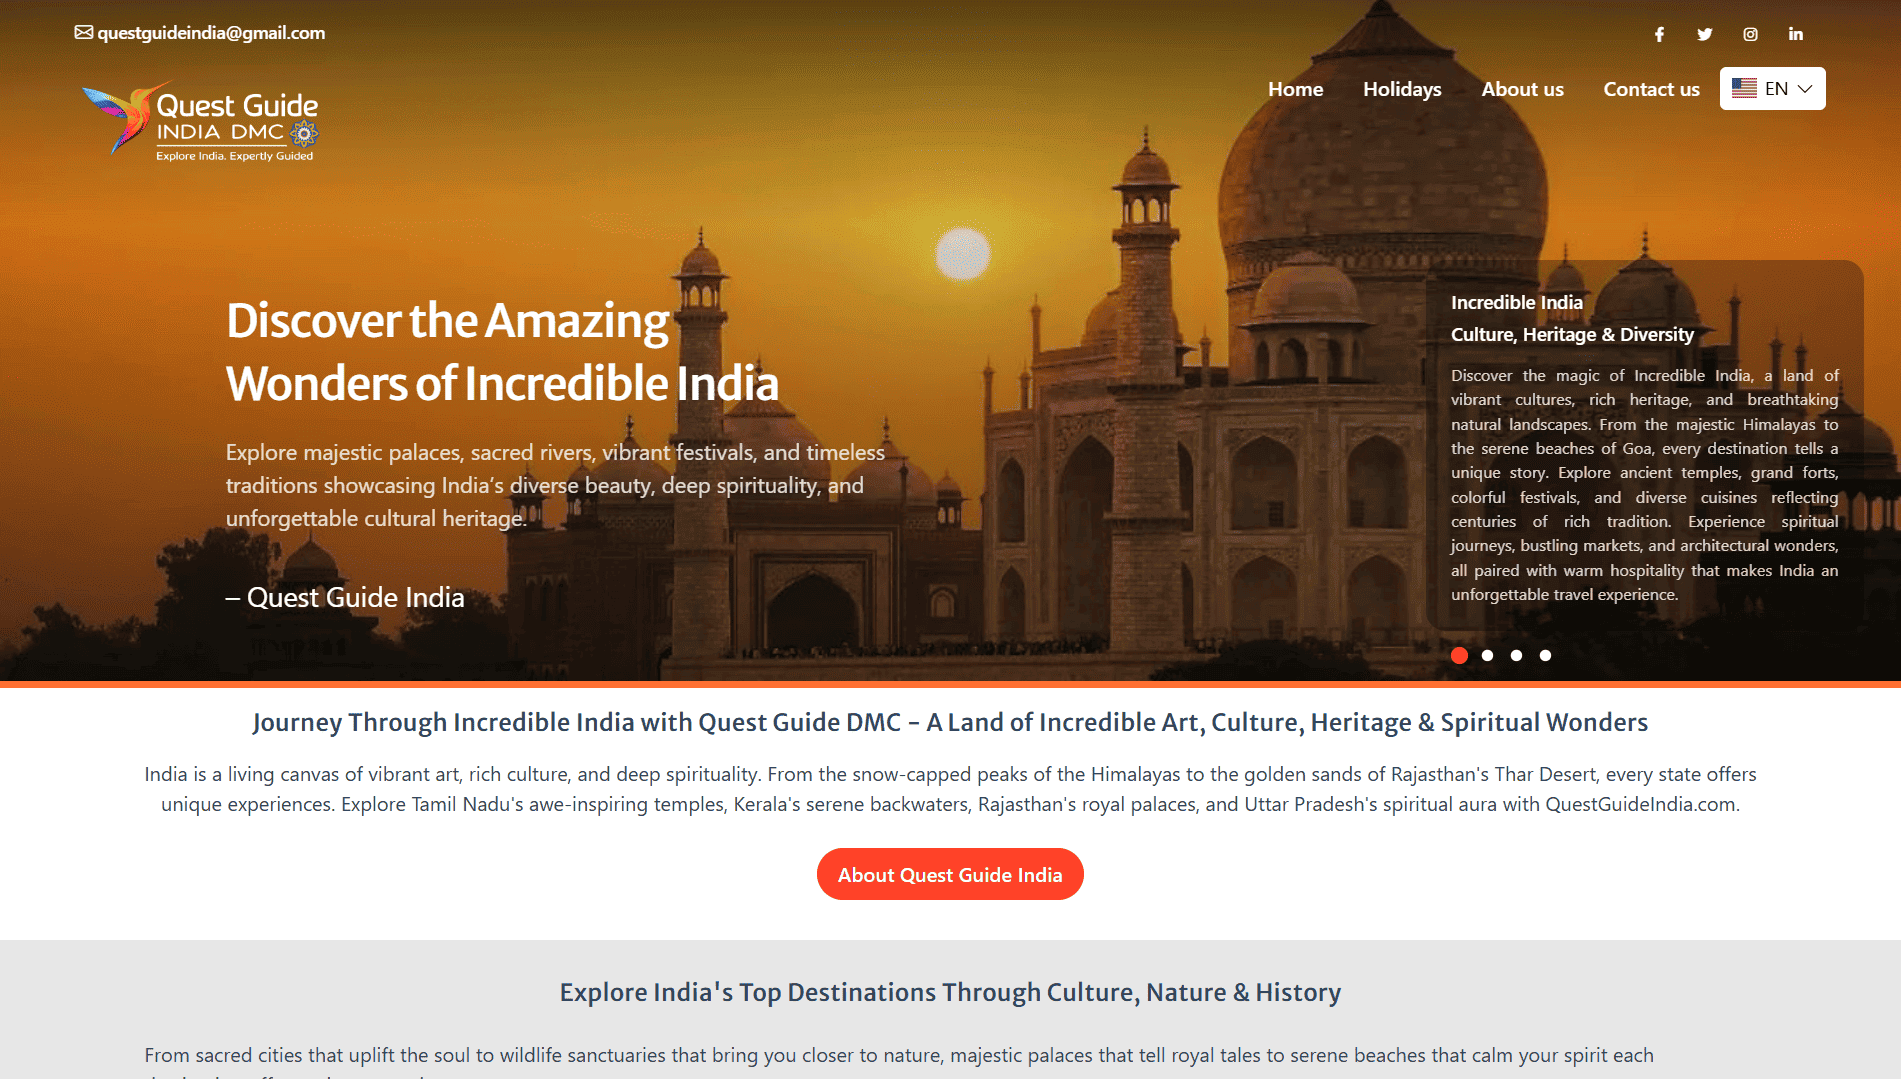 questguideindia@gmail.com
Quest Guide
INDIA DMC
Explore India. Expertly Guided
Home Holidays About us Contact us EN
Discover the Amazing
Wonders of Incredible India
Explore majestic palaces, sacred rivers, vibrant festivals, and timeless
traditions showcasing India’s diverse beauty, deep spirituality, and
unforgettable cultural heritage.
– Quest Guide India
Incredible India
Culture, Heritage & Diversity
Discover the magic of Incredible India, a land of
vibrant cultures, rich heritage, and breathtaking
natural landscapes. From the majestic Himalayas to
the serene beaches of Goa, every destination tells a
unique story. Explore ancient temples, grand forts,
colorful festivals, and diverse cuisines reflecting
centuries of rich tradition. Experience spiritual
journeys, bustling markets, and architectural wonders,
all paired with warm hospitality that makes India an
unforgettable travel experience.
Journey Through Incredible India with Quest Guide DMC – A Land of Incredible Art, Culture, Heritage & Spiritual Wonders
India is a living canvas of vibrant art, rich culture, and deep spirituality. From the snow-capped peaks of the Himalayas to the golden sands of Rajasthan's Thar Desert, every state offers
unique experiences. Explore Tamil Nadu's awe-inspiring temples, Kerala's serene backwaters, Rajasthan's royal palaces, and Uttar Pradesh's spiritual aura with QuestGuideIndia.com.
About Quest Guide India
Explore India's Top Destinations Through Culture, Nature & History
From sacred cities that uplift the soul to wildlife sanctuaries that bring you closer to nature, majestic palaces that tell royal tales to serene beaches that calm your spirit each